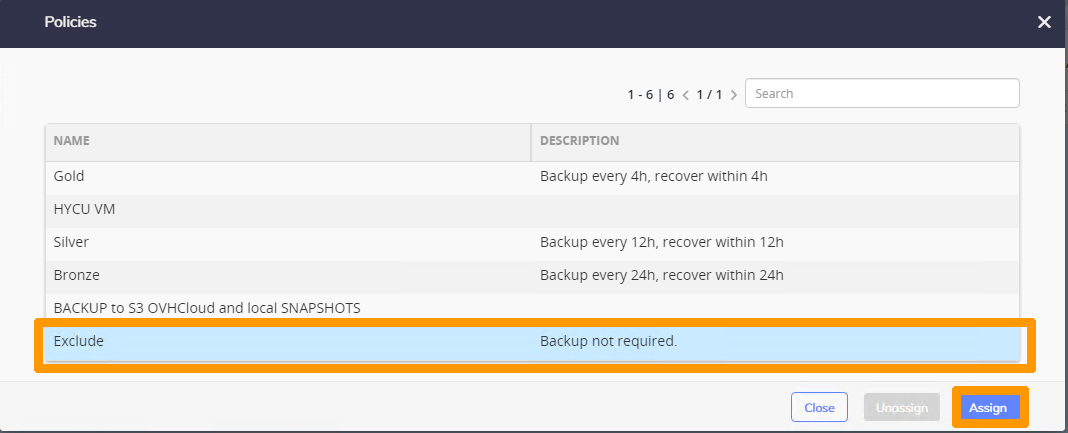 Policies
1 - 6 | 6 < 1 / 1 > Search
NAME DESCRIPTION
Gold Backup every 4h, recover within 4h
HYCU VM
Silver Backup every 12h, recover within 12h
Bronze Backup every 24h, recover within 24h
BACKUP to S3 OVHCloud and local SNAPSHOTS
Exclude Backup not required.
Close Unassign Assign